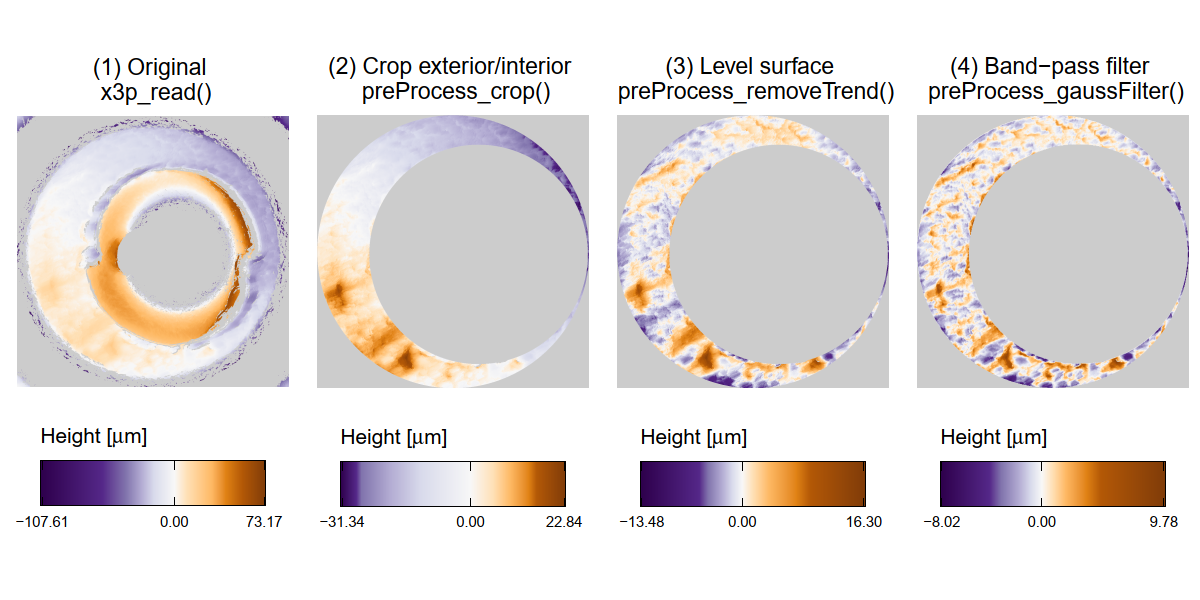 (1) Original
x3p_read()
(2) Crop exterior/interior
preProcess_crop()
(3) Level surface
preProcess_removeTrend()
(4) Band−pass filter
preProcess_gaussFilter()
Height [μm]
−107.61 0.00 73.17
Height [μm]
−31.34 0.00 22.84
Height [μm]
−13.48 0.00 16.30
Height [μm]
−8.02 0.00 9.78